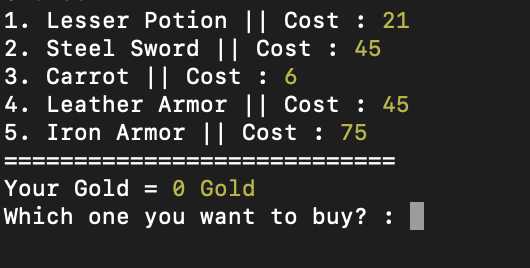 1. Lesser Potion || Cost : 21
2. Steel Sword || Cost : 45
3. Carrot || Cost : 6
4. Leather Armor || Cost : 45
5. Iron Armor || Cost : 75
============================
Your Gold = 0 Gold
Which one you want to buy? :